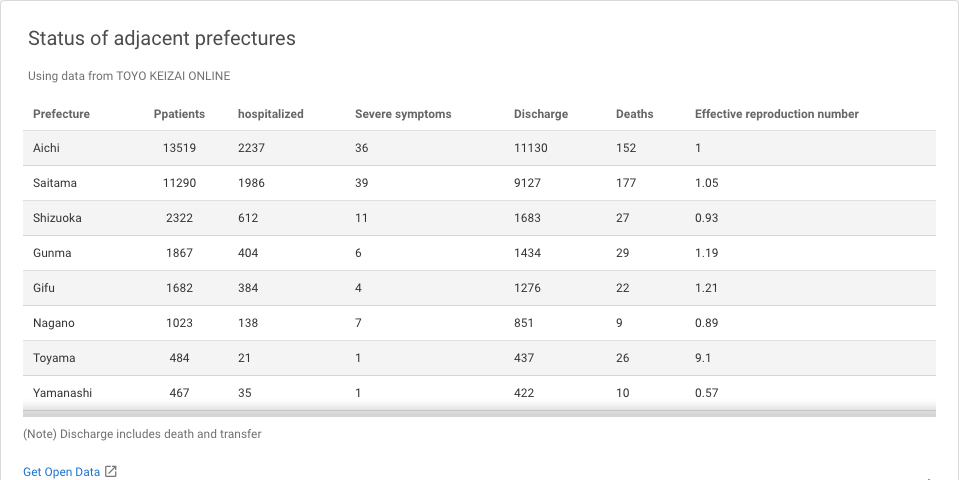 Status of adjacent prefectures
Using data from TOYO KEIZAI ONLINE
Prefecture Ppatients hospitalized Severe symptoms Discharge Deaths Effective reproduction number
Aichi 13519 2237 36 11130 152 1
Saitama 11290 1986 39 9127 177 1.05
Shizuoka 2322 612 11 1683 27 0.93
Gunma 1867 404 6 1434 29 1.19
Gifu 1682 384 4 1276 22 1.21
Nagano 1023 138 7 851 9 0.89
Toyama 484 21 1 437 26 9.1
Yamanashi 467 35 1 422 10 0.57
(Note) Discharge includes death and transfer
Get Open Data